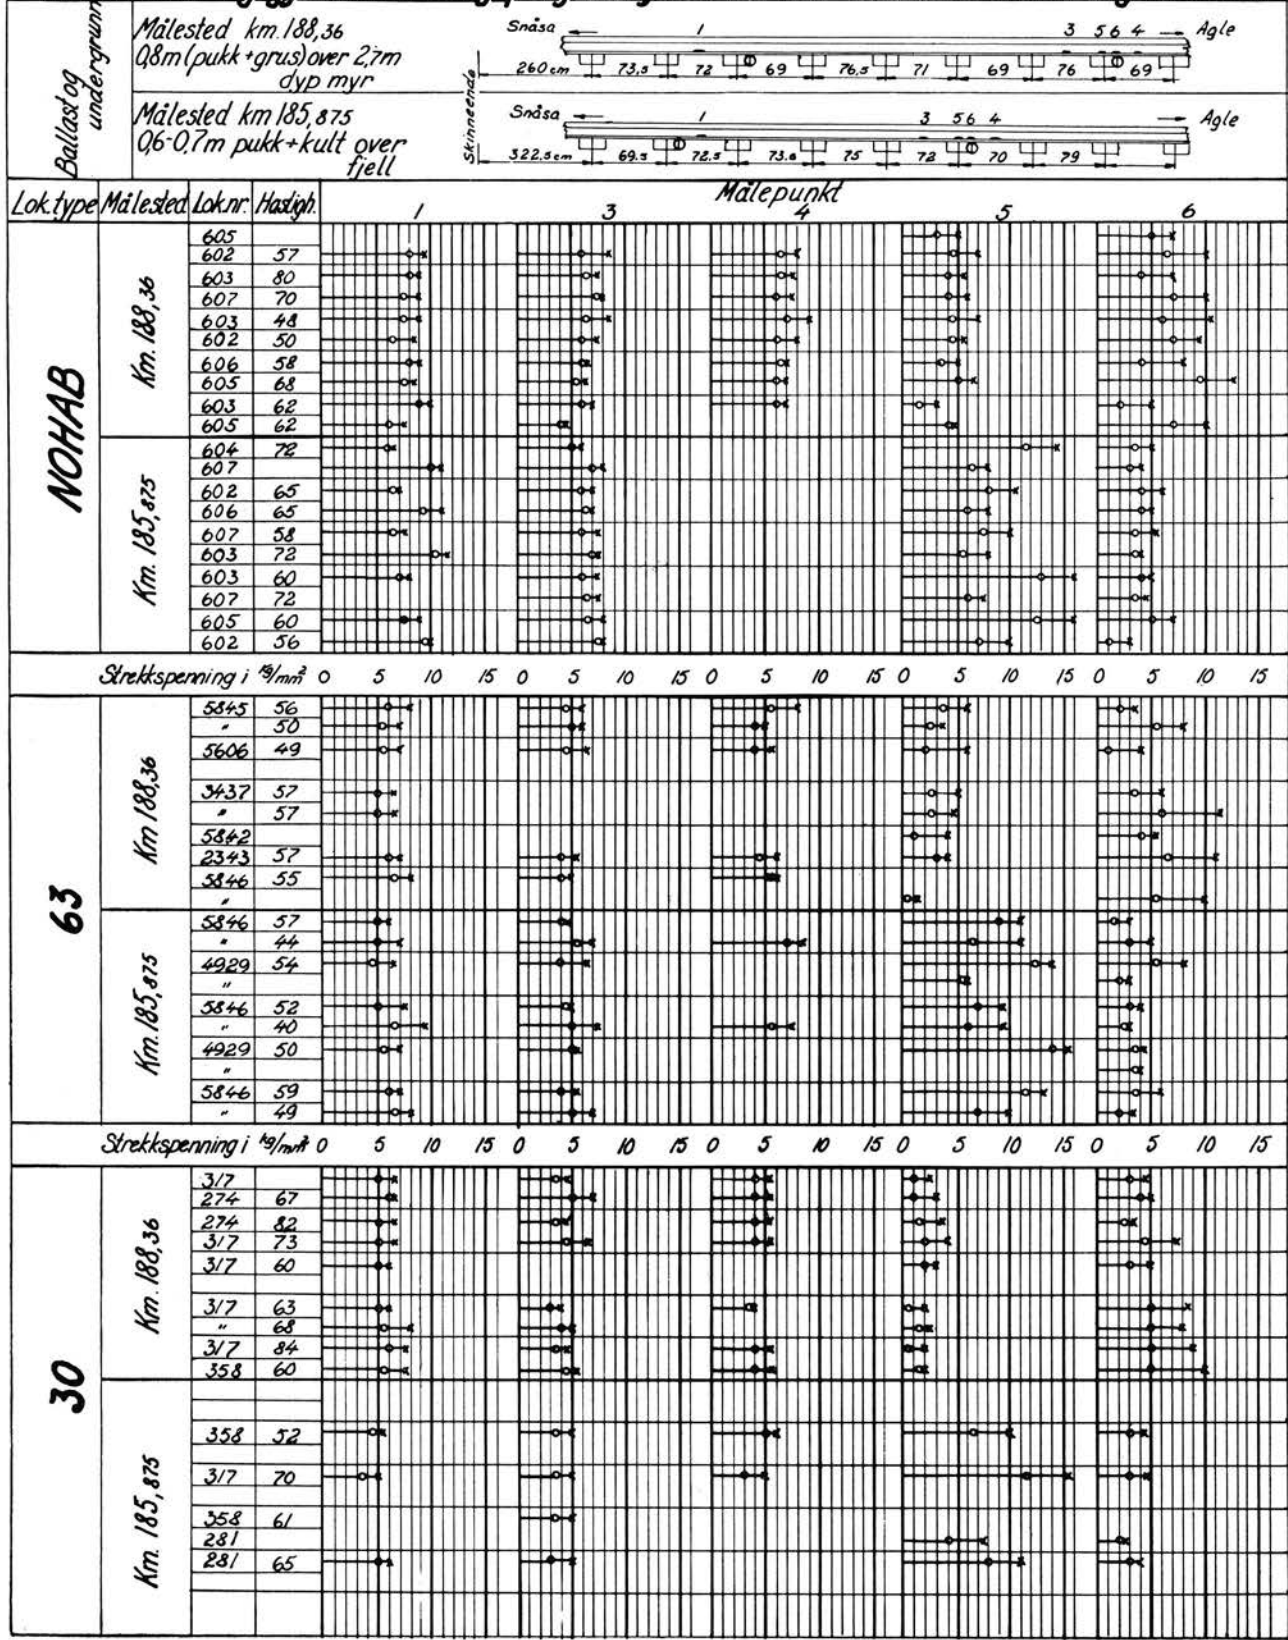 Ballast og undergrunn
Målested km. 188,36
0,8m (pukk + grus) over 2,7m
dyp myr
Snåsa 1 3 5 6 4 Agle
260 cm 73,5 72 69 76,5 71 69 76 69
Målested km 185,875
0,6-0,7m pukk + kult over
fjell
Skinneende
Snåsa 1 3 5 6 4 Agle
322,5 cm 69,5 72,5 73,6 75 72 70 79
Målepunkt
Lok.type Målested Lok.nr. Hastigh. 1 3 4 5 6
NOHAB
Km. 188,36
605
602 57
603 80
607 70
603 48
602 50
606 58
605 68
603 62
605 62
Km. 185,875
604 72
607
602 65
606 65
607 58
603 72
603 60
607 72
605 60
602 56
Strekkspenning i kg/mm² 0 5 10 15 0 5 10 15 0 5 10 15 0 5 10 15 0 5 10 15
63
Km 188,36
5845 56
" 50
5606 49
3437 57
" 57
5842
2343 57
5846 55
"
Km. 185,875
5846 57
" 44
4929 54
"
5846 52
" 40
4929 50
"
5846 59
" 49
Strekkspenning i kg/mm² 0 5 10 15 0 5 10 15 0 5 10 15 0 5 10 15 0 5 10 15
30
Km. 188,36
317
274 67
274 82
317 73
317 60
317 63
" 68
317 84
358 60
Km. 185,875
358 52
317 70
358 61
281
281 65